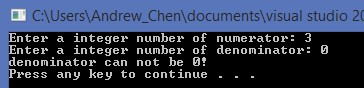 C:\Users\Andrew_Chen\documents\visual studio 20
Enter a integer number of numerator: 3
Enter a integer number of denominator: 0
denominator can not be 0!
Press any key to continue . . .